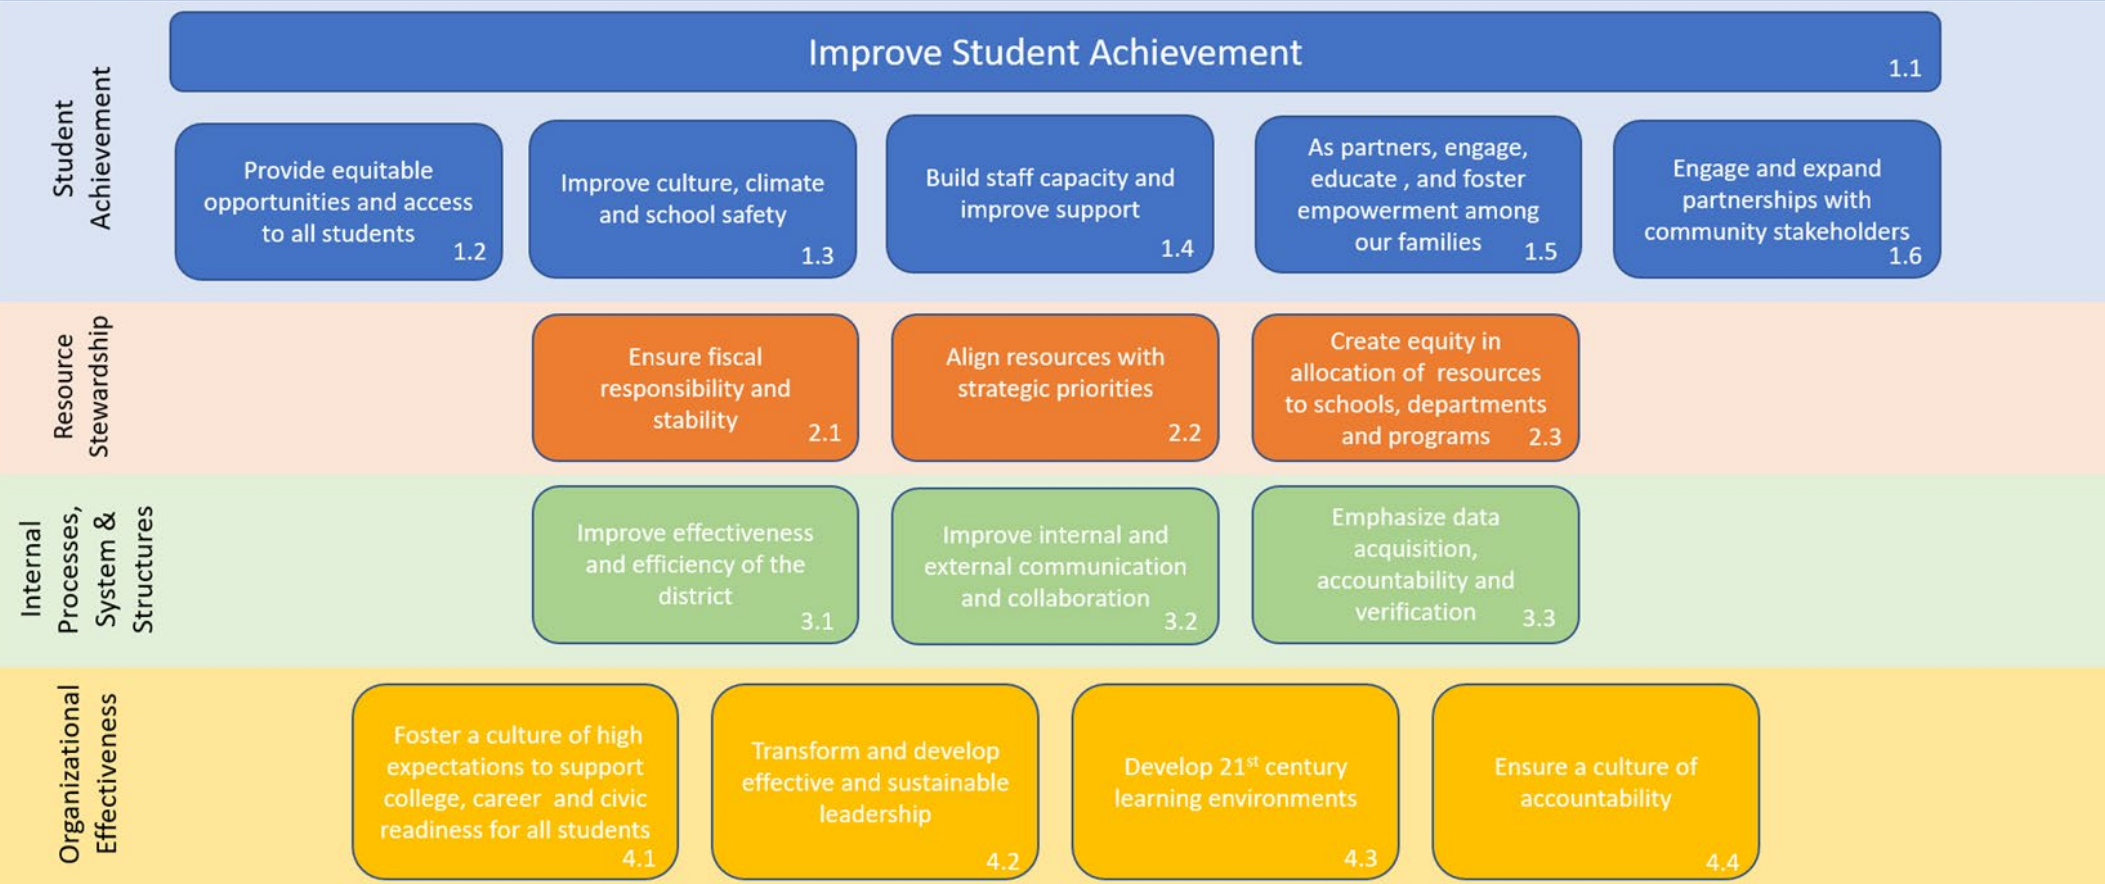 Student
Achievement
Improve Student Achievement
1.1
Provide equitable
opportunities and access
to all students
1.2
Improve culture, climate
and school safety
1.3
Build staff capacity and
improve support
1.4
As partners, engage,
educate , and foster
empowerment among
our families
1.5
Engage and expand
partnerships with
community stakeholders
1.6
Resource
Stewardship
Ensure fiscal
responsibility and
stability
2.1
Align resources with
strategic priorities
2.2
Create equity in
allocation of resources
to schools, departments
and programs
2.3
Internal
Processes,
System &
Structures
Improve effectiveness
and efficiency of the
district
3.1
Improve internal and
external communication
and collaboration
3.2
Emphasize data
acquisition,
accountability and
verification
3.3
Organizational
Effectiveness
Foster a culture of high
expectations to support
college, career and civic
readiness for all students
4.1
Transform and develop
effective and sustainable
leadership
4.2
Develop 21st century
learning environments
4.3
Ensure a culture of
accountability
4.4